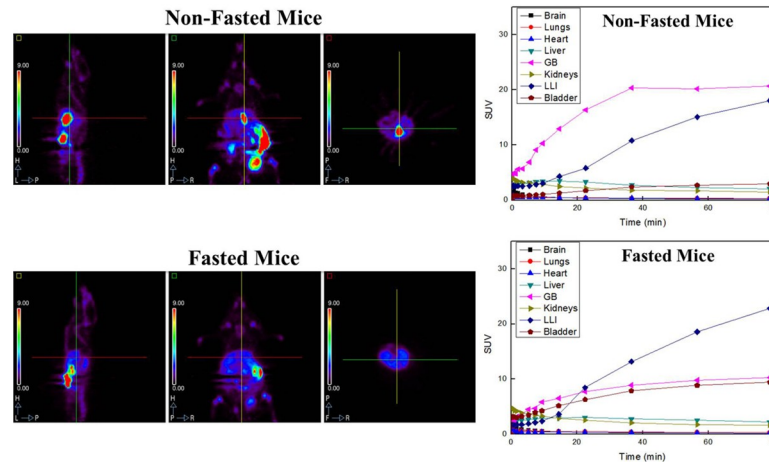 Non-Fasted Mice
9.00
0.00
H
L P
9.00
0.00
H
F R
9.00
0.00
P
F R
Brain
Lungs
Heart
Liver
GB
Kidneys
LLI
Bladder
Non-Fasted Mice
SUV
30
20
10
0
0 20 40 60
Time (min)
Fasted Mice
9.00
0.00
H
L P
9.00
0.00
H
F R
9.00
0.00
P
F R
Brain
Lungs
Heart
Liver
GB
Kidneys
LLI
Bladder
Fasted Mice
SUV
30
20
10
0
0 20 40 60
Time (min)